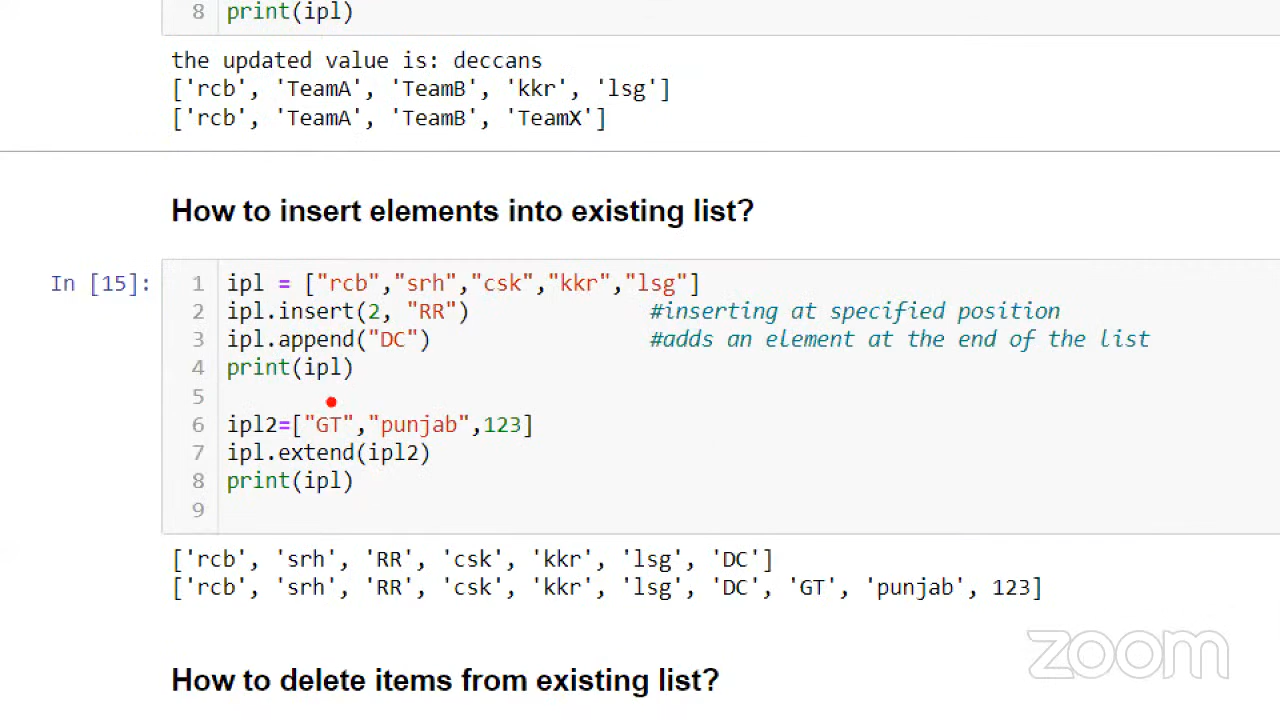 8 print(ipl)
the updated value is: deccans
['rcb', 'TeamA', 'TeamB', 'kkr', 'lsg']
['rcb', 'TeamA', 'TeamB', 'TeamX']
How to insert elements into existing list?
In [15]: 1 ipl = ["rcb","srh","csk","kkr","lsg"]
2 ipl.insert(2, "RR") #inserting at specified position
3 ipl.append("DC") #adds an element at the end of the list
4 print(ipl)
5
6 ipl2=["GT","punjab",123]
7 ipl.extend(ipl2)
8 print(ipl)
9
['rcb', 'srh', 'RR', 'csk', 'kkr', 'lsg', 'DC']
['rcb', 'srh', 'RR', 'csk', 'kkr', 'lsg', 'DC', 'GT', 'punjab', 123]
zoom
How to delete items from existing list?